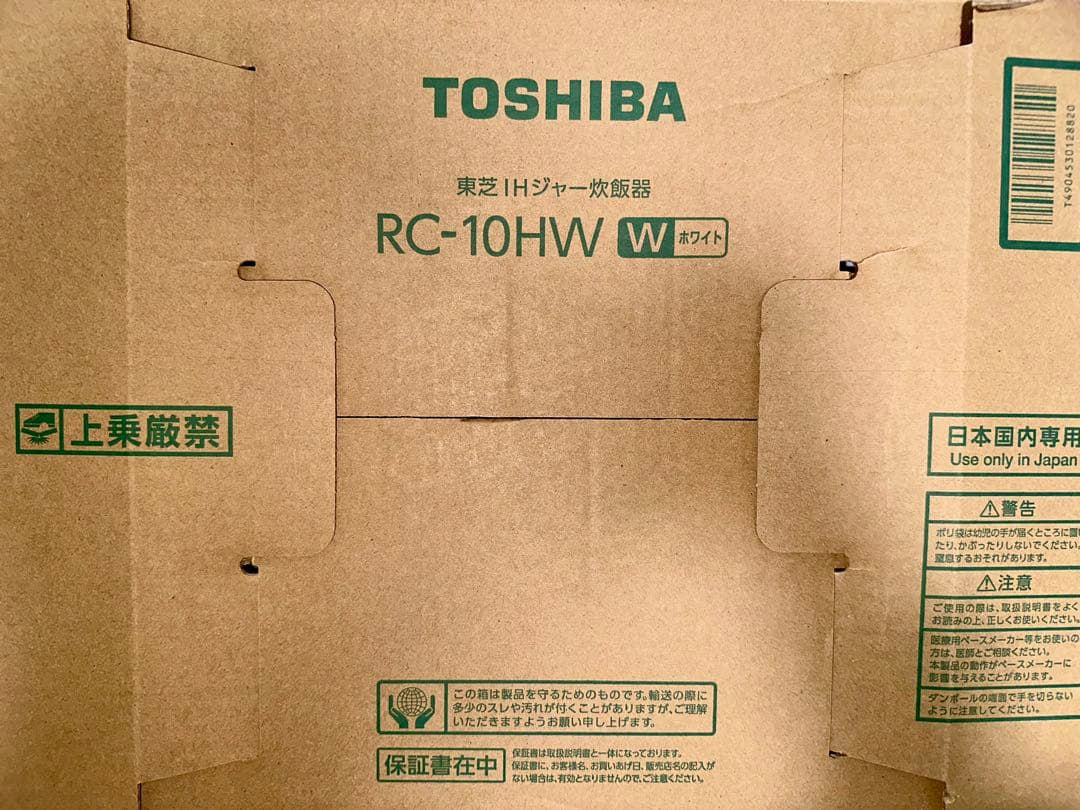 TOSHIBA
東芝IHジャー炊飯器
RC-10HW W ホワイト
T4904530128820
上乗厳禁
日本国内専用
Use only in Japan
警告
ポリ袋は幼児の手が届くところに置い
たり、かぶったりしないでください。
窒息するおそれがあります。
注意
ご使用の際は、取扱説明書をよく
お読みの上、正しくお使いください。
医療用ペースメーカー等をお使いの
方は、医師とご相談ください。
本製品の動作がペースメーカーに
影響を与えることがあります。
ダンボールの端面で手を切らない
ように注意してください。
この箱は製品を守るためのものです。輸送の際に
多少のスレや汚れが付くことがありますが、ご理解
いただきますようお願い申し上げます。
保証書在中
保証書は取扱説明書と一体になっております。
保証書に、お客様名、お買いあげ日、販売店名の記入が
ない場合は、有効となりませんので、ご注意ください。